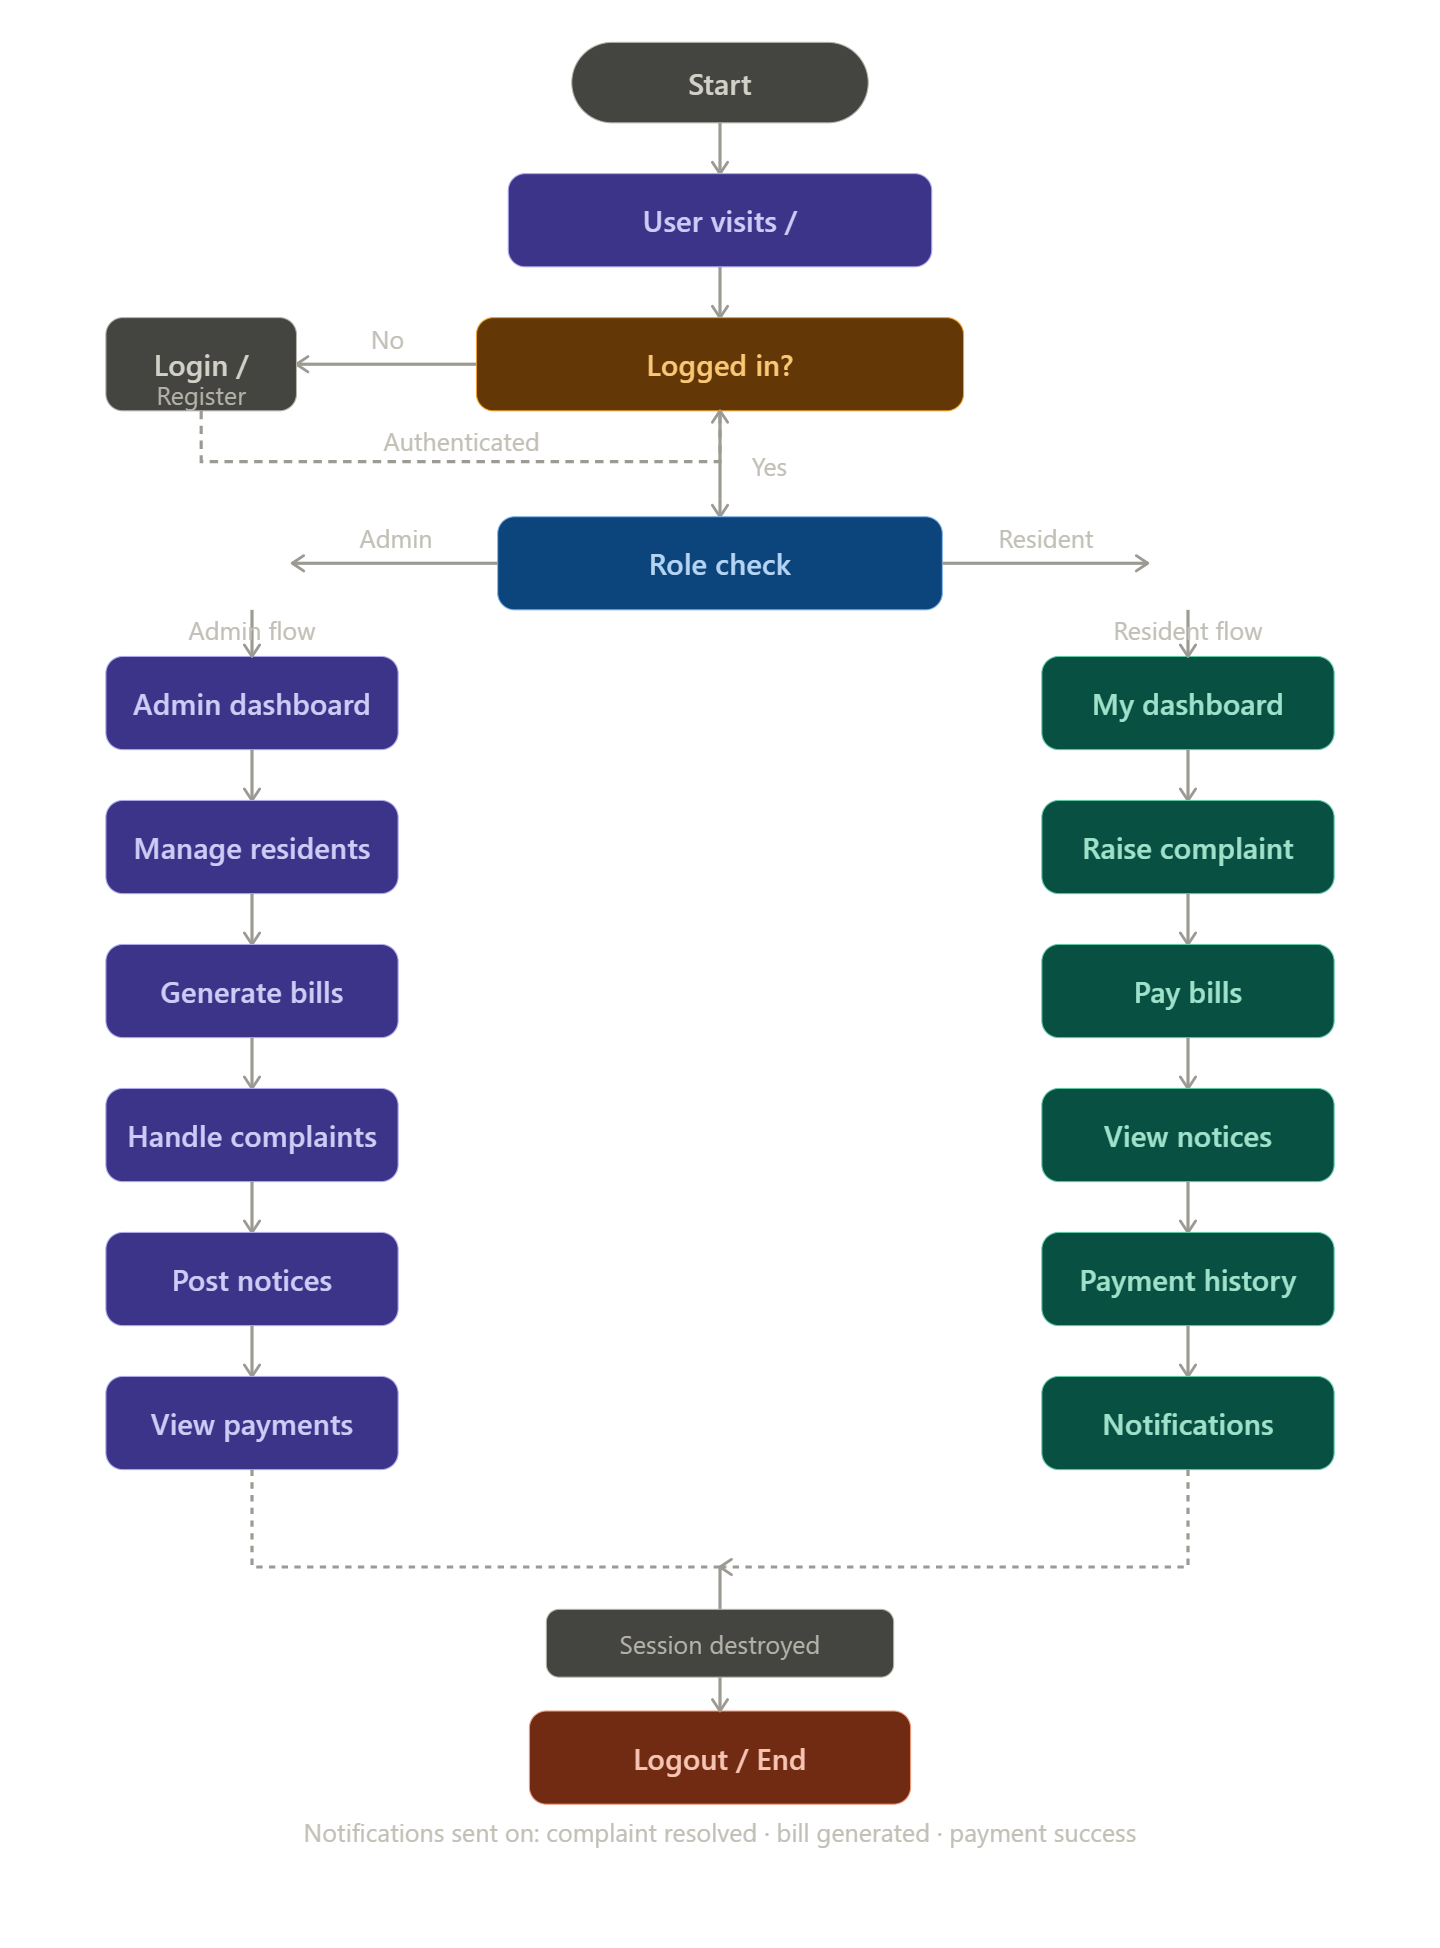 Start
User visits /
No
Logged in?
Login /
Register
Authenticated
Yes
Admin
Role check
Resident
Admin flow
Resident flow
Admin dashboard
My dashboard
Manage residents
Raise complaint
Generate bills
Pay bills
Handle complaints
View notices
Post notices
Payment history
View payments
Notifications
Session destroyed
Logout / End
Notifications sent on: complaint resolved · bill generated · payment success